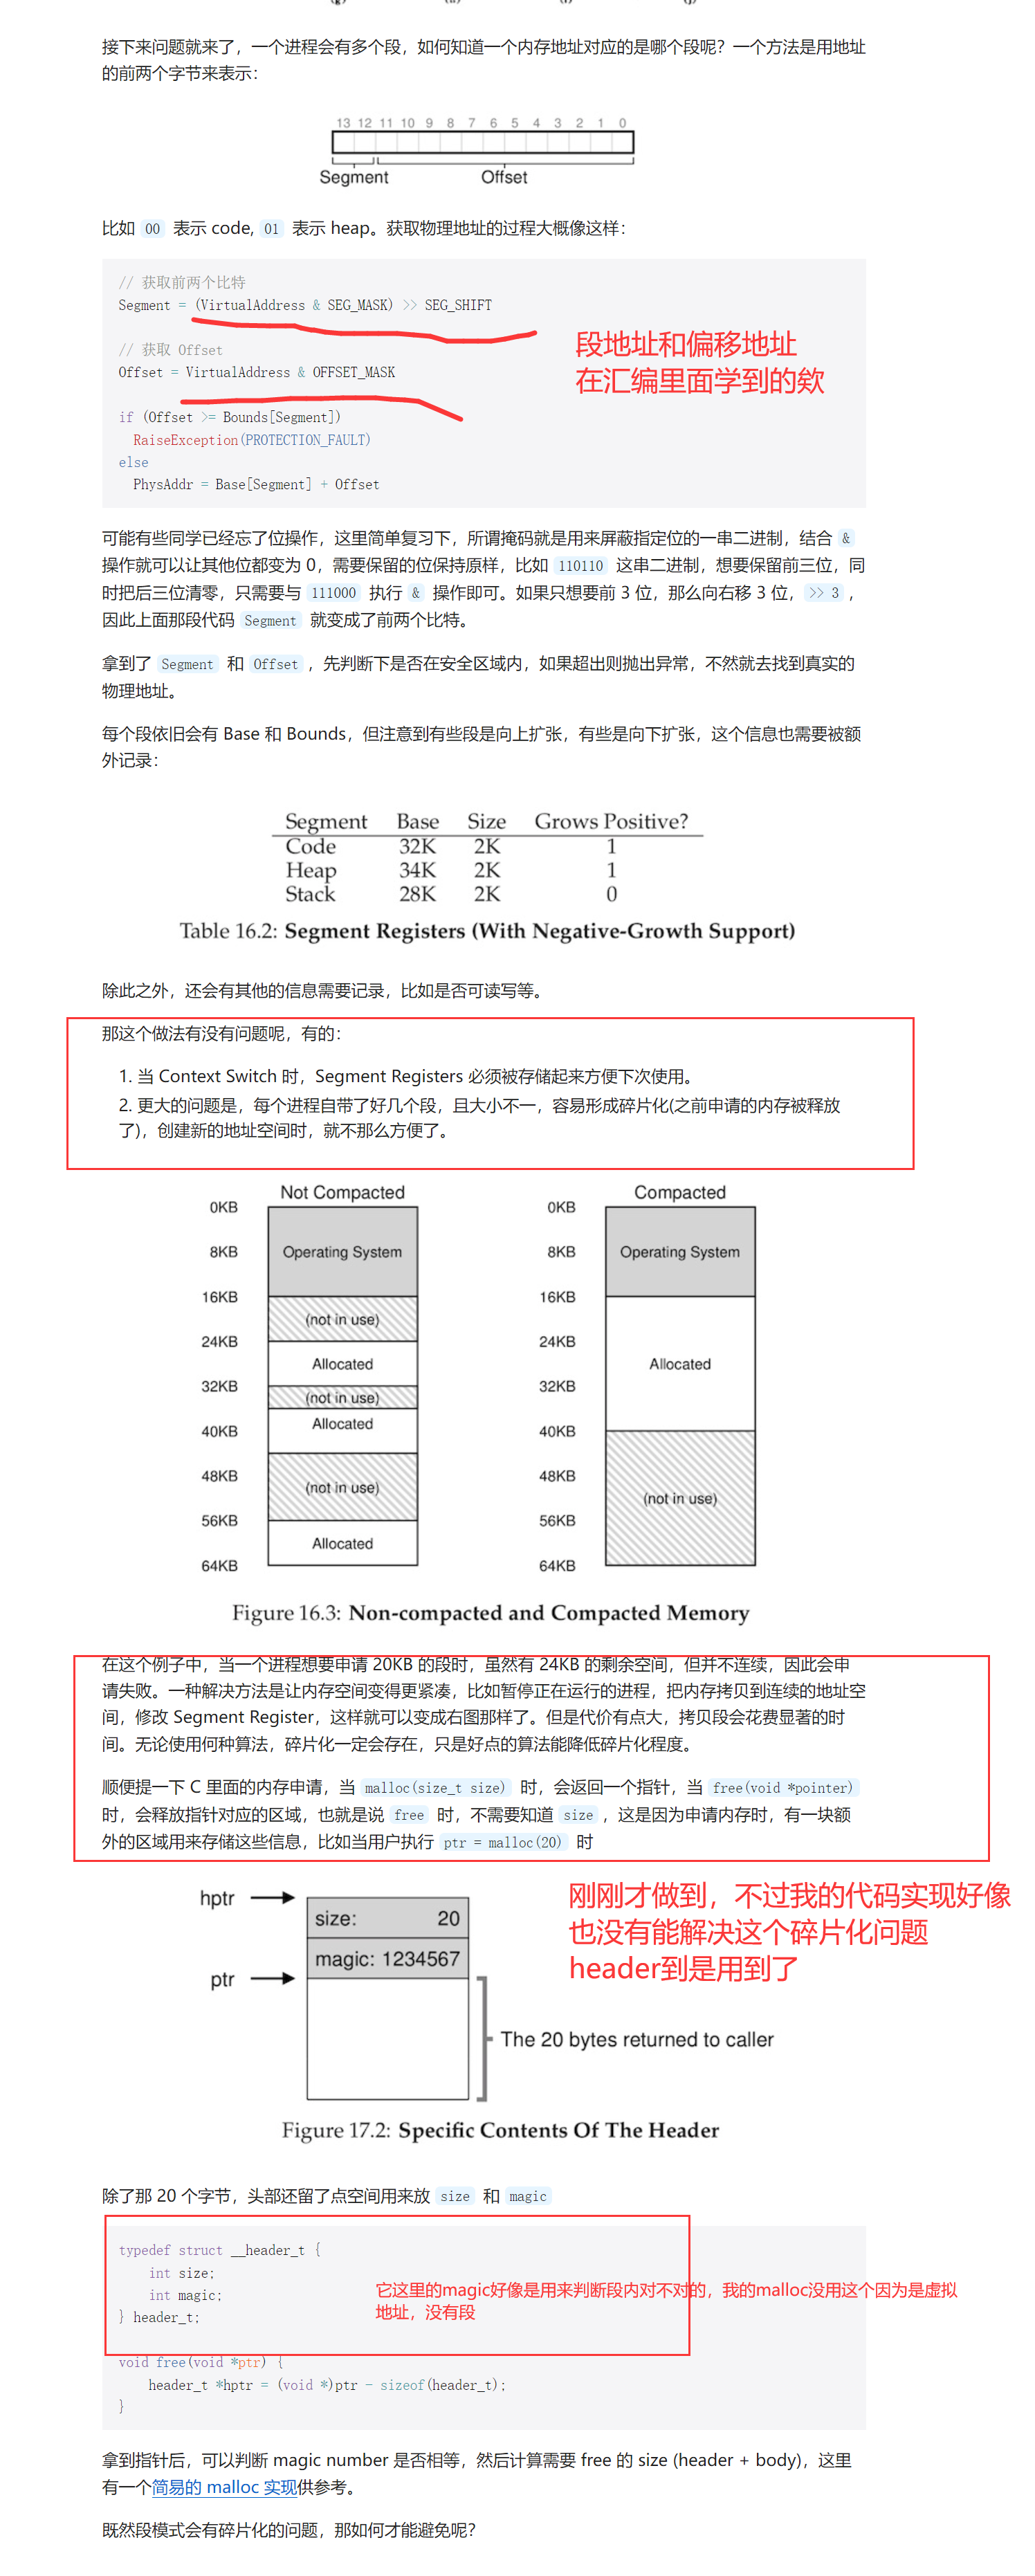 接下来问题就来了，一个进程会有多个段，如何知道一个内存地址对应的是哪个段呢？一个方法是用地址
的前两个字节来表示：
13 12 11 10 9 8 7 6 5 4 3 2 1 0
Segment Offset
比如 00 表示 code, 01 表示 heap。获取物理地址的过程大概像这样：
// 获取前两个比特
Segment = (VirtualAddress & SEG_MASK) >> SEG_SHIFT
// 获取 Offset
Offset = VirtualAddress & OFFSET_MASK
段地址和偏移地址
在汇编里面学到的欸
if (Offset >= Bounds[Segment])
RaiseException(PROTECTION_FAULT)
else
PhysAddr = Base[Segment] + Offset
可能有些同学已经忘了位操作，这里简单复习下，所谓掩码就是用来屏蔽指定位的一串二进制，结合 &
操作就可以让其他位都变为 0，需要保留的位保持原样，比如 110110 这串二进制，想要保留前三位，同
时把后三位清零，只需要与 111000 执行 & 操作即可。如果只想要前 3 位，那么向右移 3 位， >> 3 ，
因此上面那段代码 Segment 就变成了前两个比特。
拿到了 Segment 和 Offset ，先判断下是否在安全区域内，如果超出则抛出异常，不然就去找到真实的
物理地址。
每个段依旧会有 Base 和 Bounds，但注意到有些段是向上扩张，有些是向下扩张，这个信息也需要被额
外记录：
Segment Base Size Grows Positive?
Code 32K 2K 1
Heap 34K 2K 1
Stack 28K 2K 0
Table 16.2: Segment Registers (With Negative-Growth Support)
除此之外，还会有其他的信息需要记录，比如是否可读写等。
那这个做法有没有问题呢，有的：
1. 当 Context Switch 时，Segment Registers 必须被存储起来方便下次使用。
2. 更大的问题是，每个进程自带了好几个段，且大小不一，容易形成碎片化(之前申请的内存被释放
了)，创建新的地址空间时，就不那么方便了。
Not Compacted
0KB
8KB
Operating System
16KB
(not in use)
24KB
Allocated
32KB
(not in use)
Allocated
40KB
48KB
(not in use)
56KB
Allocated
64KB
Compacted
0KB
8KB
Operating System
16KB
24KB
Allocated
32KB
40KB
48KB
(not in use)
56KB
64KB
Figure 16.3: Non-compacted and Compacted Memory
在这个例子中，当一个进程想要申请 20KB 的段时，虽然有 24KB 的剩余空间，但并不连续，因此会申
请失败。一种解决方法是让内存空间变得更紧凑，比如暂停正在运行的进程，把内存拷贝到连续的地址空
间，修改 Segment Register，这样就可以变成右图那样了。但是代价有点大，拷贝段会花费显著的时
间。无论使用何种算法，碎片化一定会存在，只是好点的算法能降低碎片化程度。
顺便提一下 C 里面的内存申请，当 malloc(size_t size) 时，会返回一个指针，当 free(void *pointer)
时，会释放指针对应的区域，也就是说 free 时，不需要知道 size ，这是因为申请内存时，有一块额
外的区域用来存储这些信息，比如当用户执行 ptr = malloc(20) 时
hptr
size: 20
magic: 1234567
ptr
The 20 bytes returned to caller
刚刚才做到，不过我的代码实现好像
也没有能解决这个碎片化问题
header到是用到了
Figure 17.2: Specific Contents Of The Header
除了那 20 个字节，头部还留了点空间用来放 size 和 magic
typedef struct __header_t {
int size;
int magic;
} header_t;
它这里的magic好像是用来判断段内对不对的，我的malloc没用这个因为是虚拟
地址，没有段
void free(void *ptr) {
header_t *hptr = (void *)ptr - sizeof(header_t);
}
拿到指针后，可以判断 magic number 是否相等，然后计算需要 free 的 size (header + body)，这里
有一个简易的 malloc 实现供参考。
既然段模式会有碎片化的问题，那如何才能避免呢？